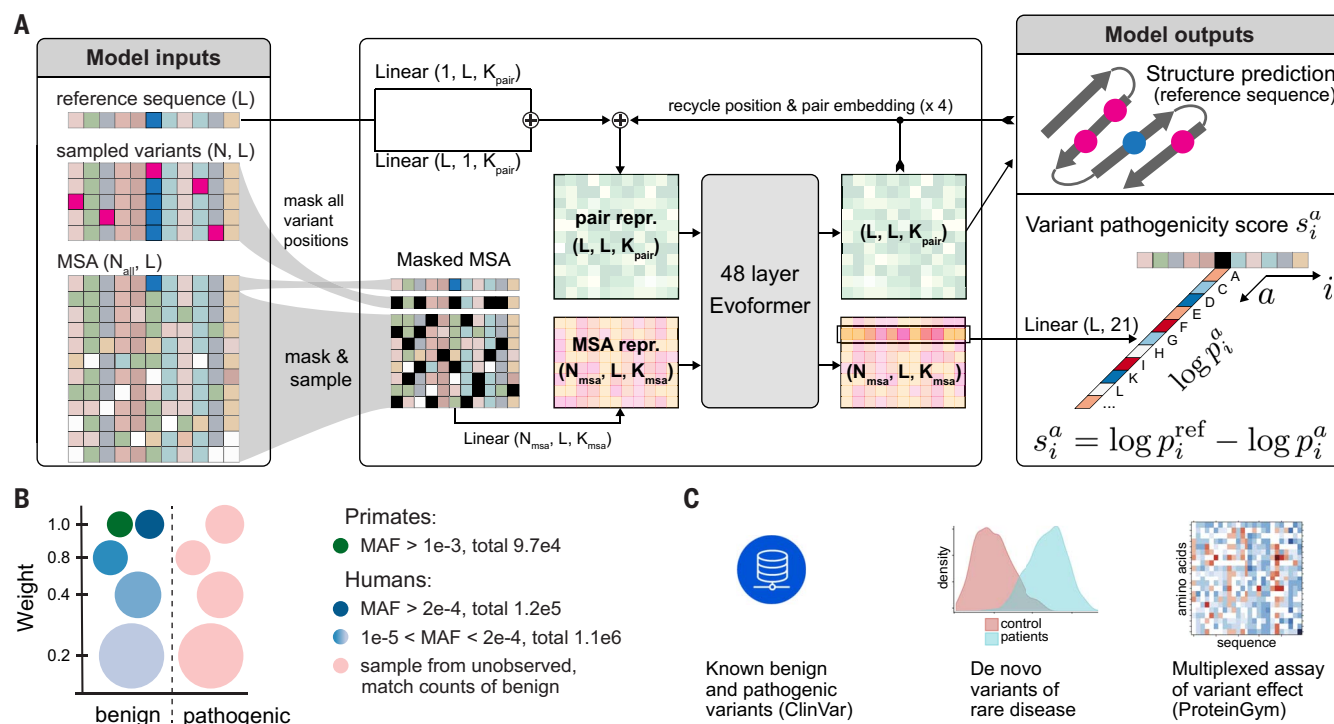 A
Model inputs
reference sequence (L)
sampled variants (N, L)
MSA (N_all, L)
mask all
variant
positions
mask &
sample
Linear (1, L, K_pair)
Linear (L, 1, K_pair)
recycle position & pair embedding (x 4)
pair repr.
(L, L, K_pair)
Masked MSA
MSA repr.
(N_msa, L, K_msa)
Linear (N_msa, L, K_msa)
48 layer
Evoformer
(L, L, K_pair)
(N_msa, L, K_msa)
Model outputs
Structure prediction
(reference sequence)
Variant pathogenicity score s_i^a
Linear (L, 21)
A
C
D
E
F
G
H
I
K
L
...
a
i
log p_i^a
s_i^a = log p_i^ref − log p_i^a
B
Weight
1.0
0.8
0.4
0.2
benign
pathogenic
Primates:
MAF > 1e-3, total 9.7e4
Humans:
MAF > 2e-4, total 1.2e5
1e-5 < MAF < 2e-4, total 1.1e6
sample from unobserved,
match counts of benign
C
Known benign
and pathogenic
variants (ClinVar)
density
control
patients
De novo
variants of
rare disease
amino acids
sequence
Multiplexed assay
of variant effect
(ProteinGym)